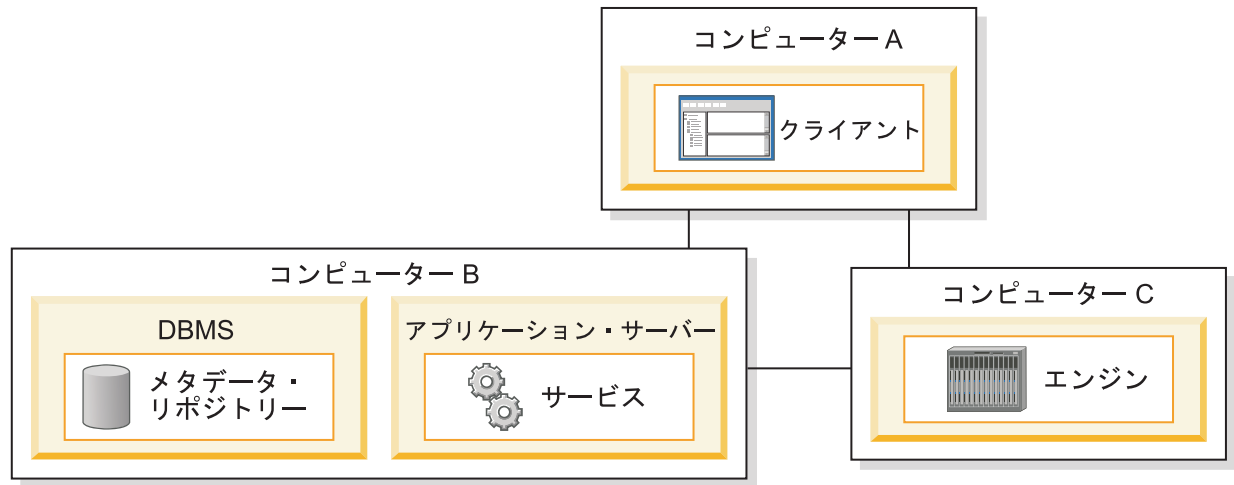 コンピューター A
クライアント
コンピューター B
DBMS
メタデータ・
リポジトリー
アプリケーション・サーバー
サービス
コンピューター C
エンジン